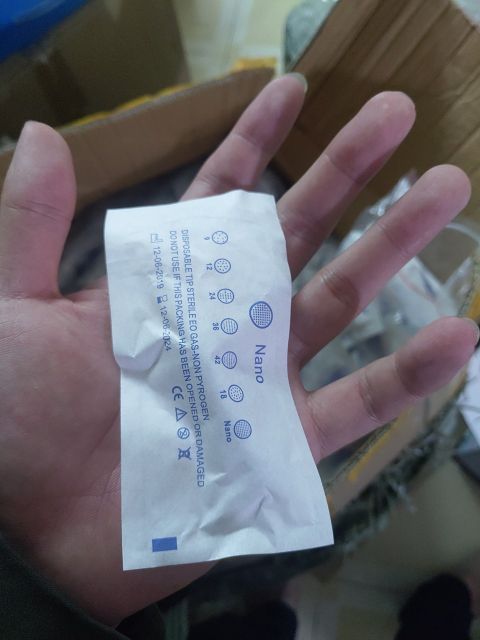 Nano
9 12 24 36 42 18 Nano
DISPOSABLE TIP STERILE EO GAS-NON PYROGEN
DO NOT USE IF THIS PACKING HAS BEEN OPENED OR DAMAGED
12-06-2019 12-06-2024 CE